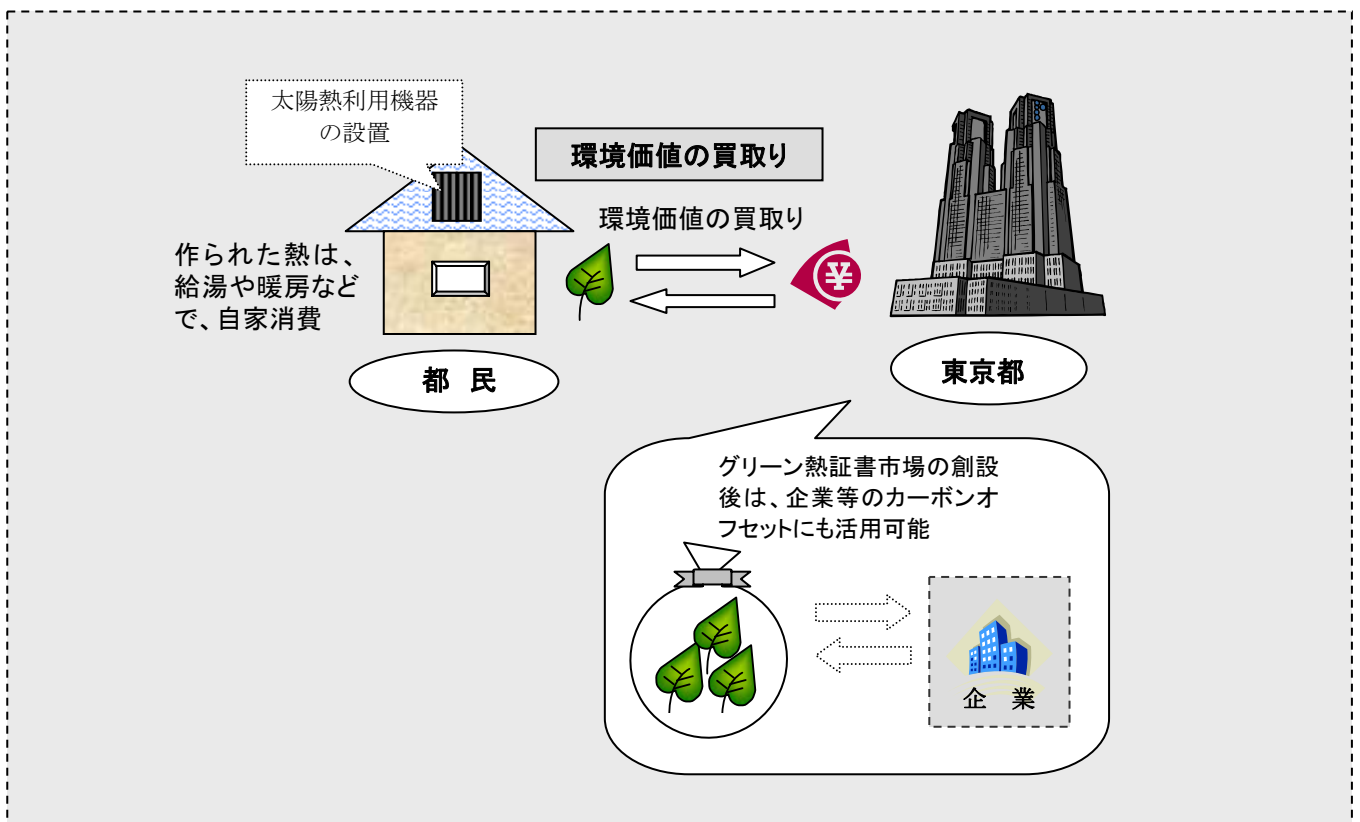 太陽熱利用機器
の設置
環境価値の買取り
環境価値の買取り
作られた熱は、
給湯や暖房など
で、自家消費
¥
都 民
東京都
グリーン熱証書市場の創設
後は、企業等のカーボンオ
フセットにも活用可能
企 業